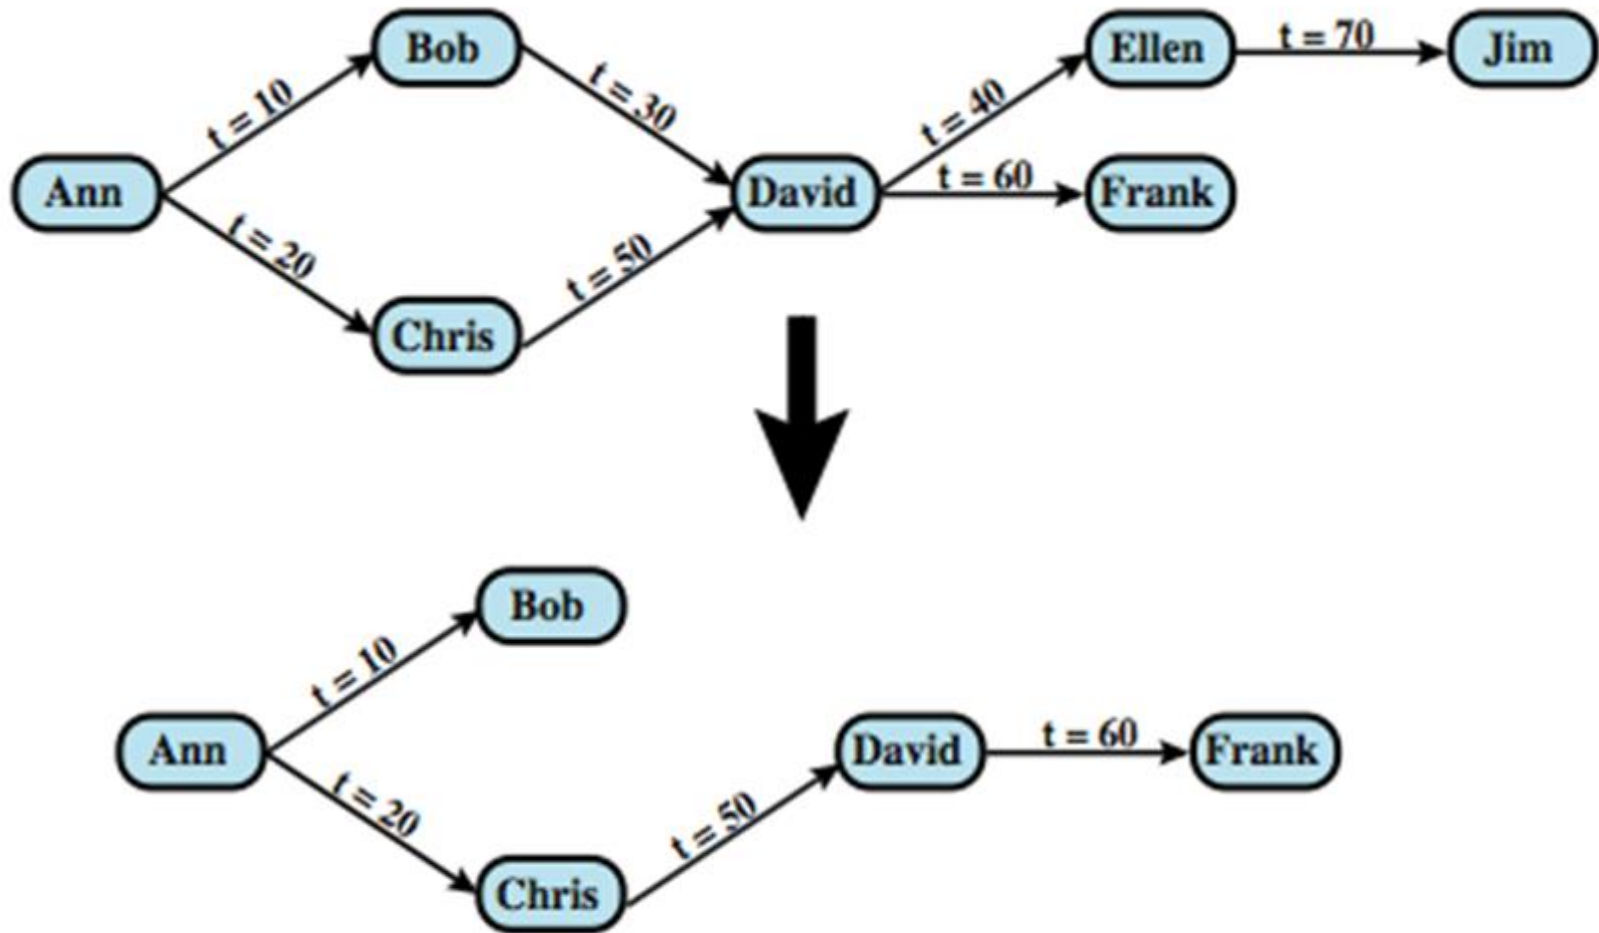 Bob
Ellen
t = 70
Jim
t = 10
t = 30
t = 40
Ann
David
t = 60
Frank
t = 20
t = 50
Chris
Bob
t = 10
Ann
David
t = 60
Frank
t = 20
t = 50
Chris